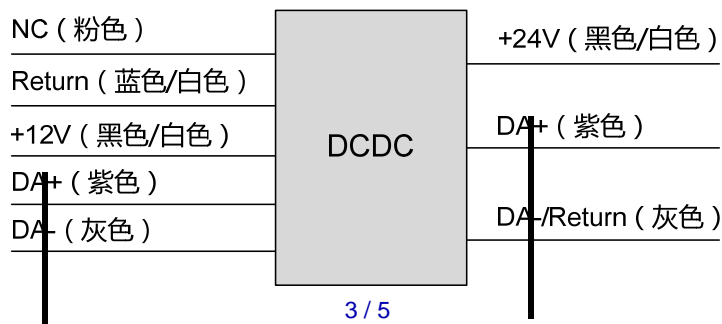 NC（粉色）
Return（蓝色/白色）
+12V（黑色/白色）
DA+（紫色）
DA-（灰色）
DCDC
+24V（黑色/白色）
DA+（紫色）
DA-/Return（灰色）
3 / 5